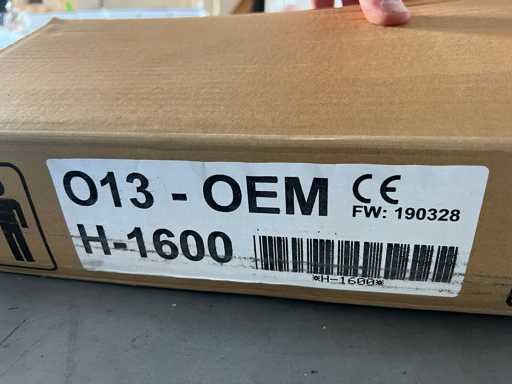 O13 - OEM
CE
FW: 190328
H-1600
*H-1600*